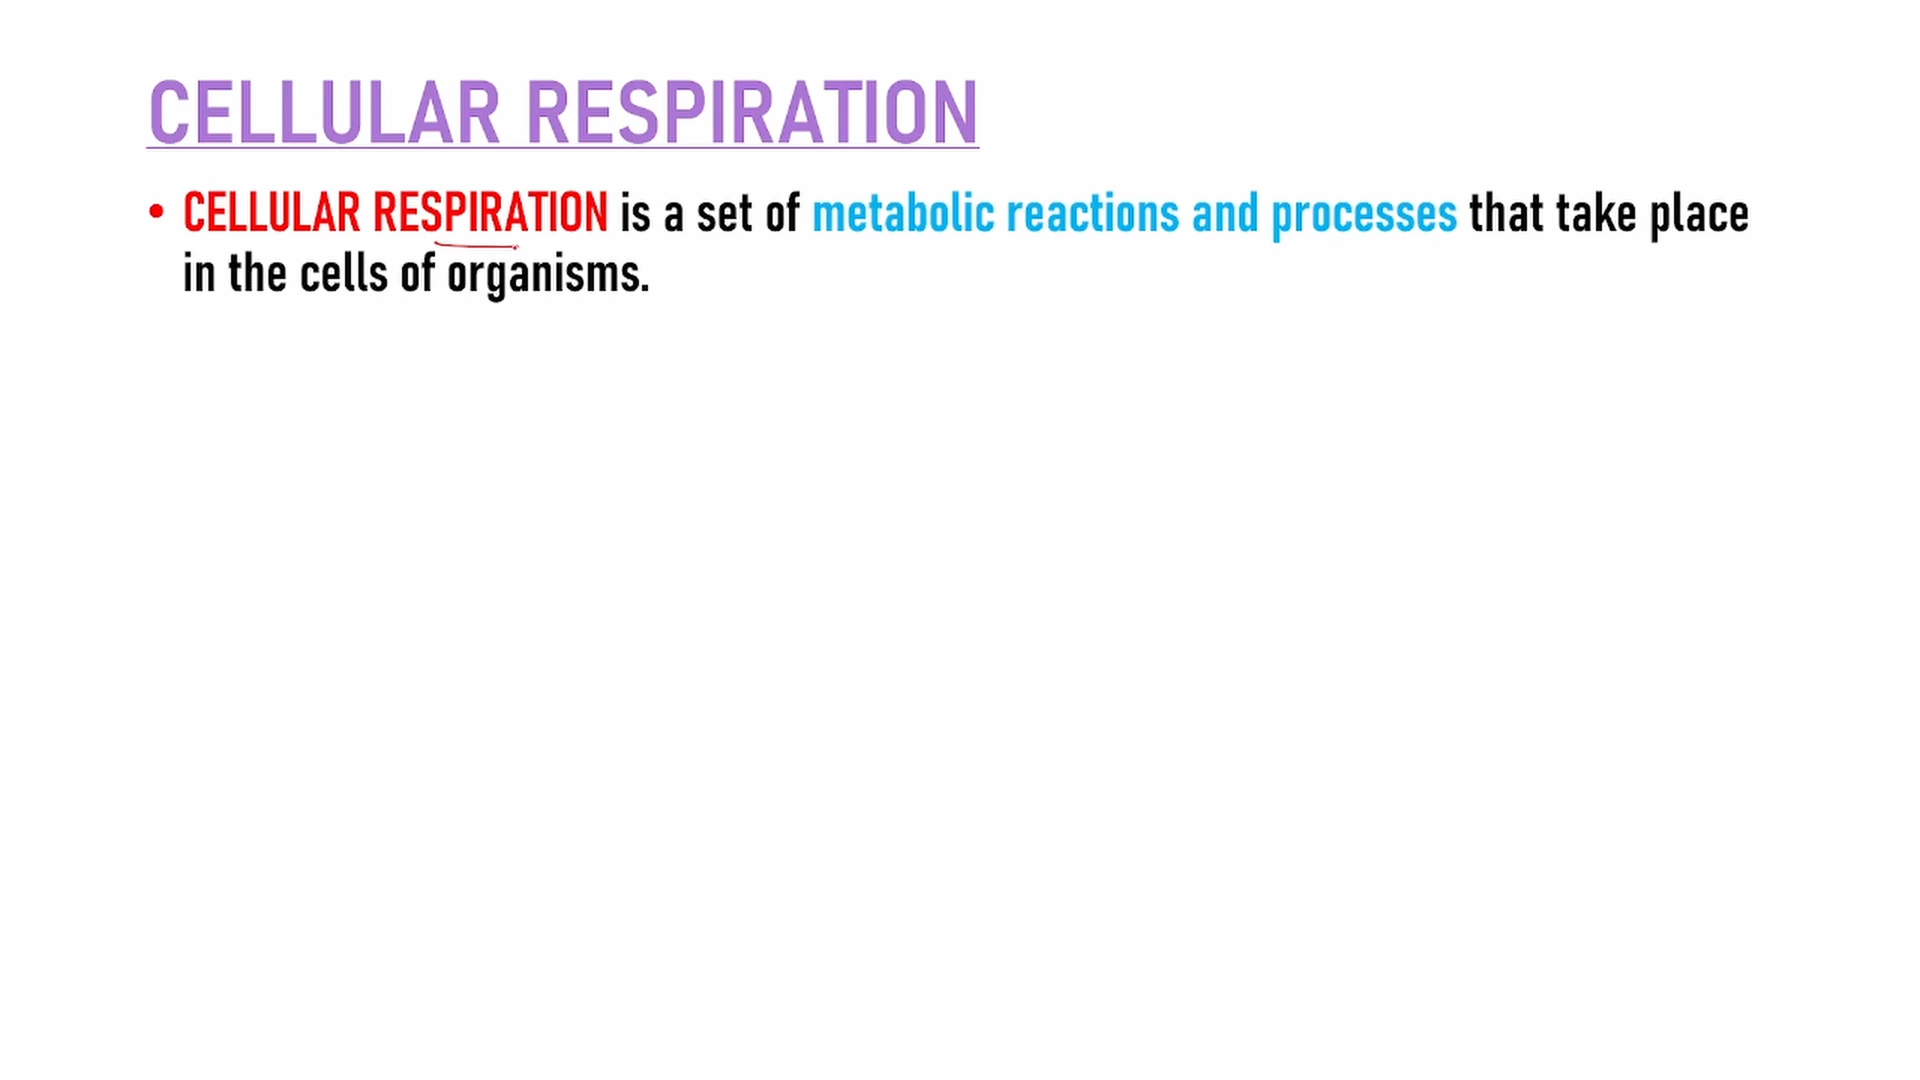 CELLULAR RESPIRATION
• CELLULAR RESPIRATION is a set of metabolic reactions and processes that take place
in the cells of organisms.